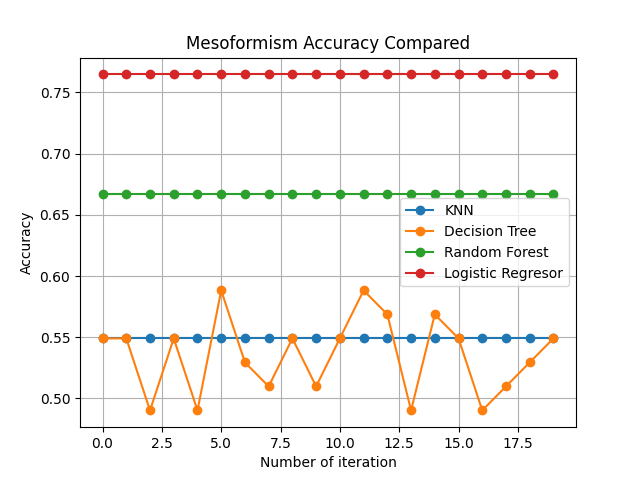 Mesoformism Accuracy Compared
Accuracy
0.75
0.70
0.65
0.60
0.55
0.50
KNN
Decision Tree
Random Forest
Logistic Regresor
0.0 2.5 5.0 7.5 10.0 12.5 15.0 17.5
Number of iteration